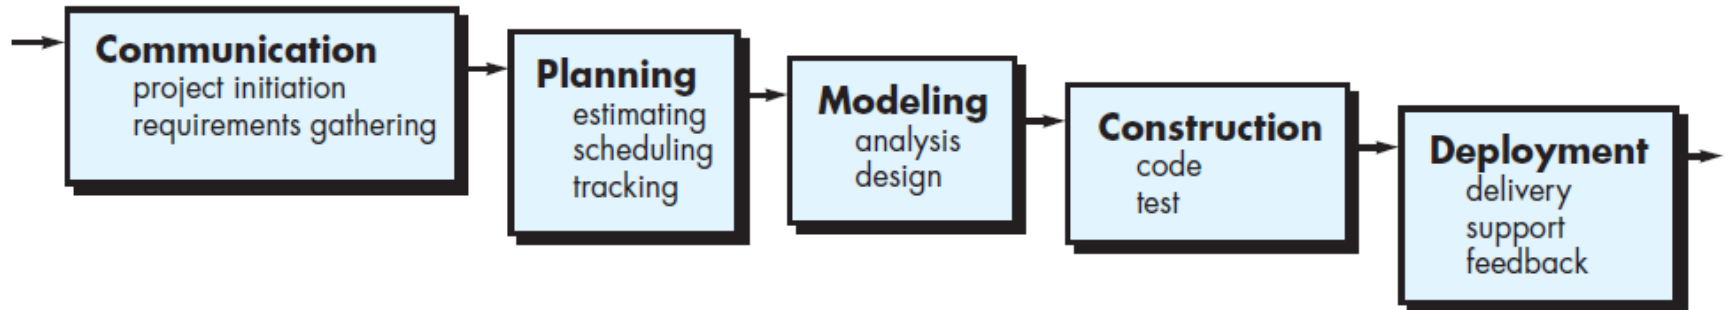 Communication
project initiation
requirements gathering
Planning
estimating
scheduling
tracking
Modeling
analysis
design
Construction
code
test
Deployment
delivery
support
feedback